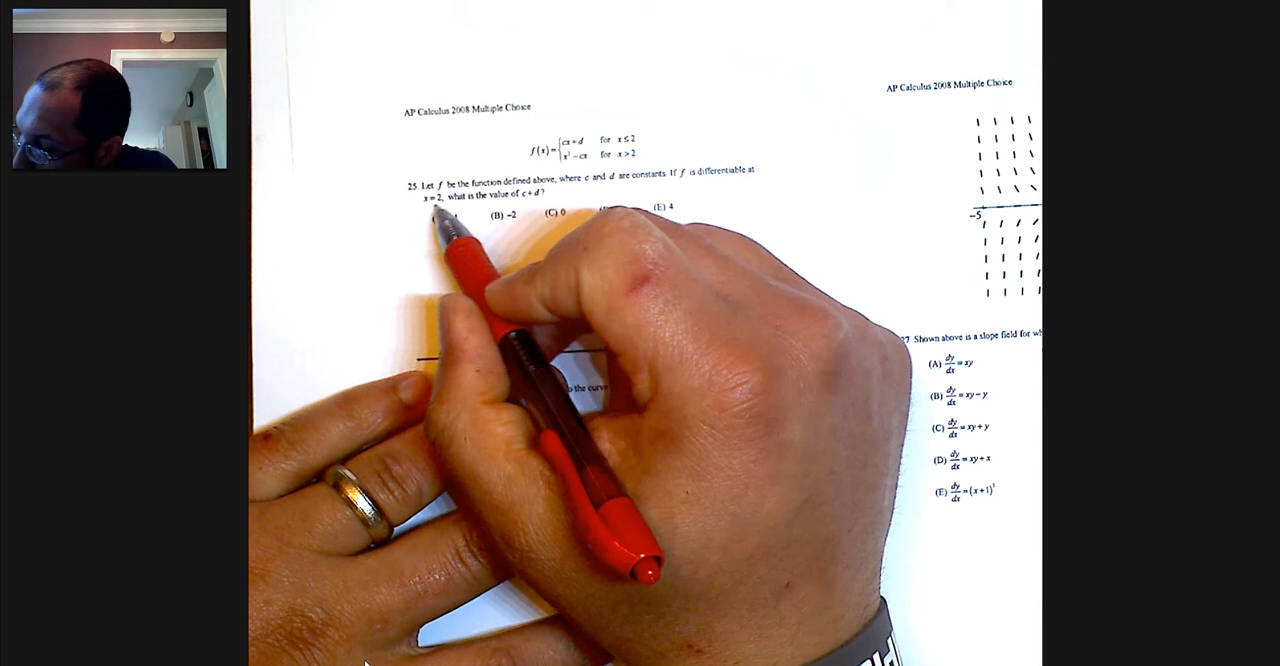 AP Calculus 2008 Multiple Choice
f(x) = { cx + d for x ≤ 2
x² – cx for x > 2
25. Let f be the function defined above, where c and d are constants. If f is differentiable at
x = 2, what is the value of c + d ?
(B) –2 (C) 0 (E) 4
the curve
AP Calculus 2008 Multiple Choice
–5
27 Shown above is a slope field for
(A) dy/dx = xy
(B) dy/dx = xy – y
(C) dy/dx = xy + y
(D) dy/dx = xy + x
(E) dy/dx = (x + 1)³